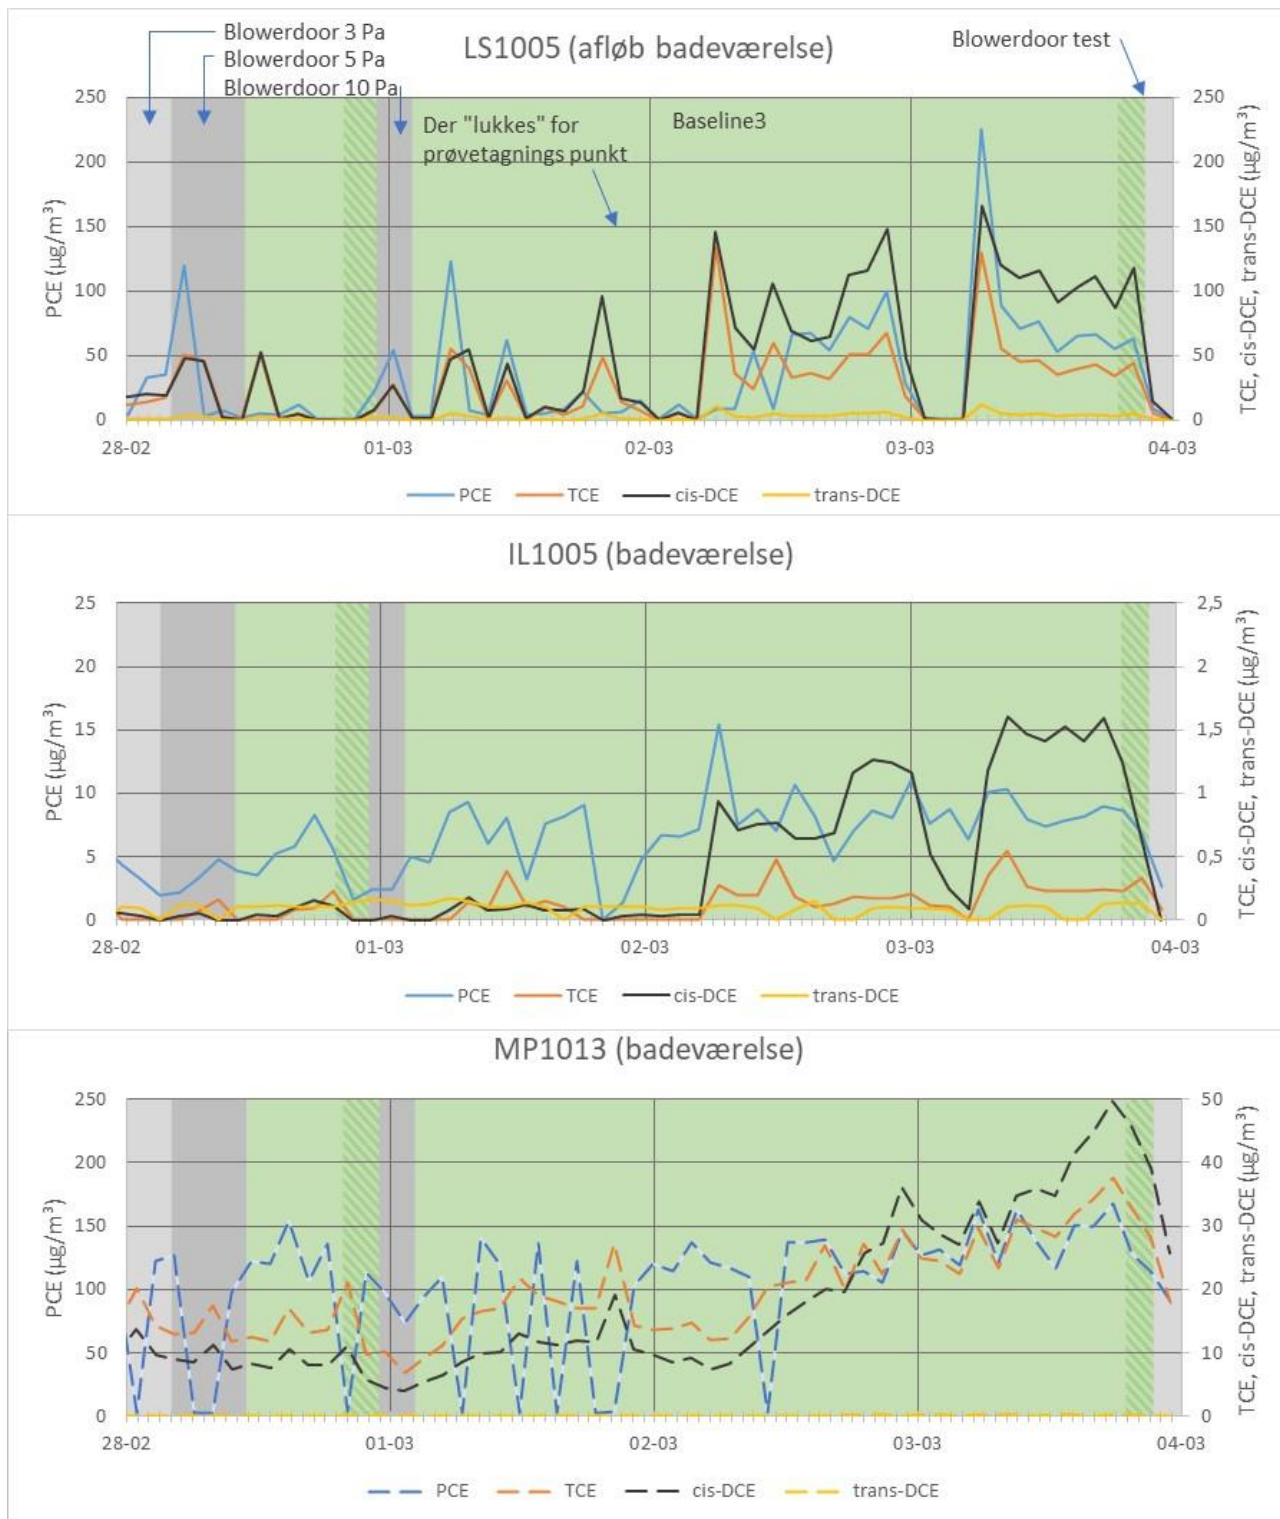 Blowerdoor 3 Pa
Blowerdoor 5 Pa
Blowerdoor 10 Pa
LS1005 (afløb badeværelse)
Blowerdoor test
Der "lukkes" for
prøvetagnings punkt
Baseline3
PCE (µg/m³)
250
200
150
100
50
0
TCE, cis-DCE, trans-DCE (µg/m³)
250
200
150
100
50
0
28-02 01-03 02-03 03-03 04-03
PCE TCE cis-DCE trans-DCE
IL1005 (badeværelse)
PCE (µg/m³)
25
20
15
10
5
0
TCE, cis-DCE, trans-DCE (µg/m³)
2,5
2
1,5
1
0,5
0
28-02 01-03 02-03 03-03 04-03
PCE TCE cis-DCE trans-DCE
MP1013 (badeværelse)
PCE (µg/m³)
250
200
150
100
50
0
TCE, cis-DCE, trans-DCE (µg/m³)
50
40
30
20
10
0
28-02 01-03 02-03 03-03 04-03
PCE TCE cis-DCE trans-DCE